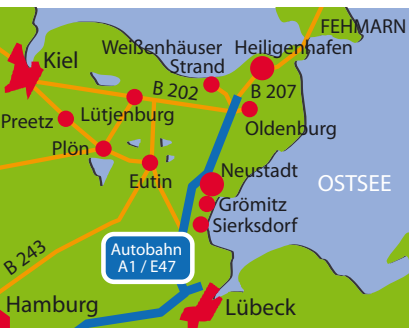 FEHMARN
Weißenhäuser
Strand
Heiligenhafen
Kiel
B 202
B 207
Preetz
Lütjenburg
Oldenburg
Plön
Eutin
Neustadt
OSTSEE
Grömitz
Sierksdorf
B 243
Autobahn
A1 / E47
Hamburg
Lübeck